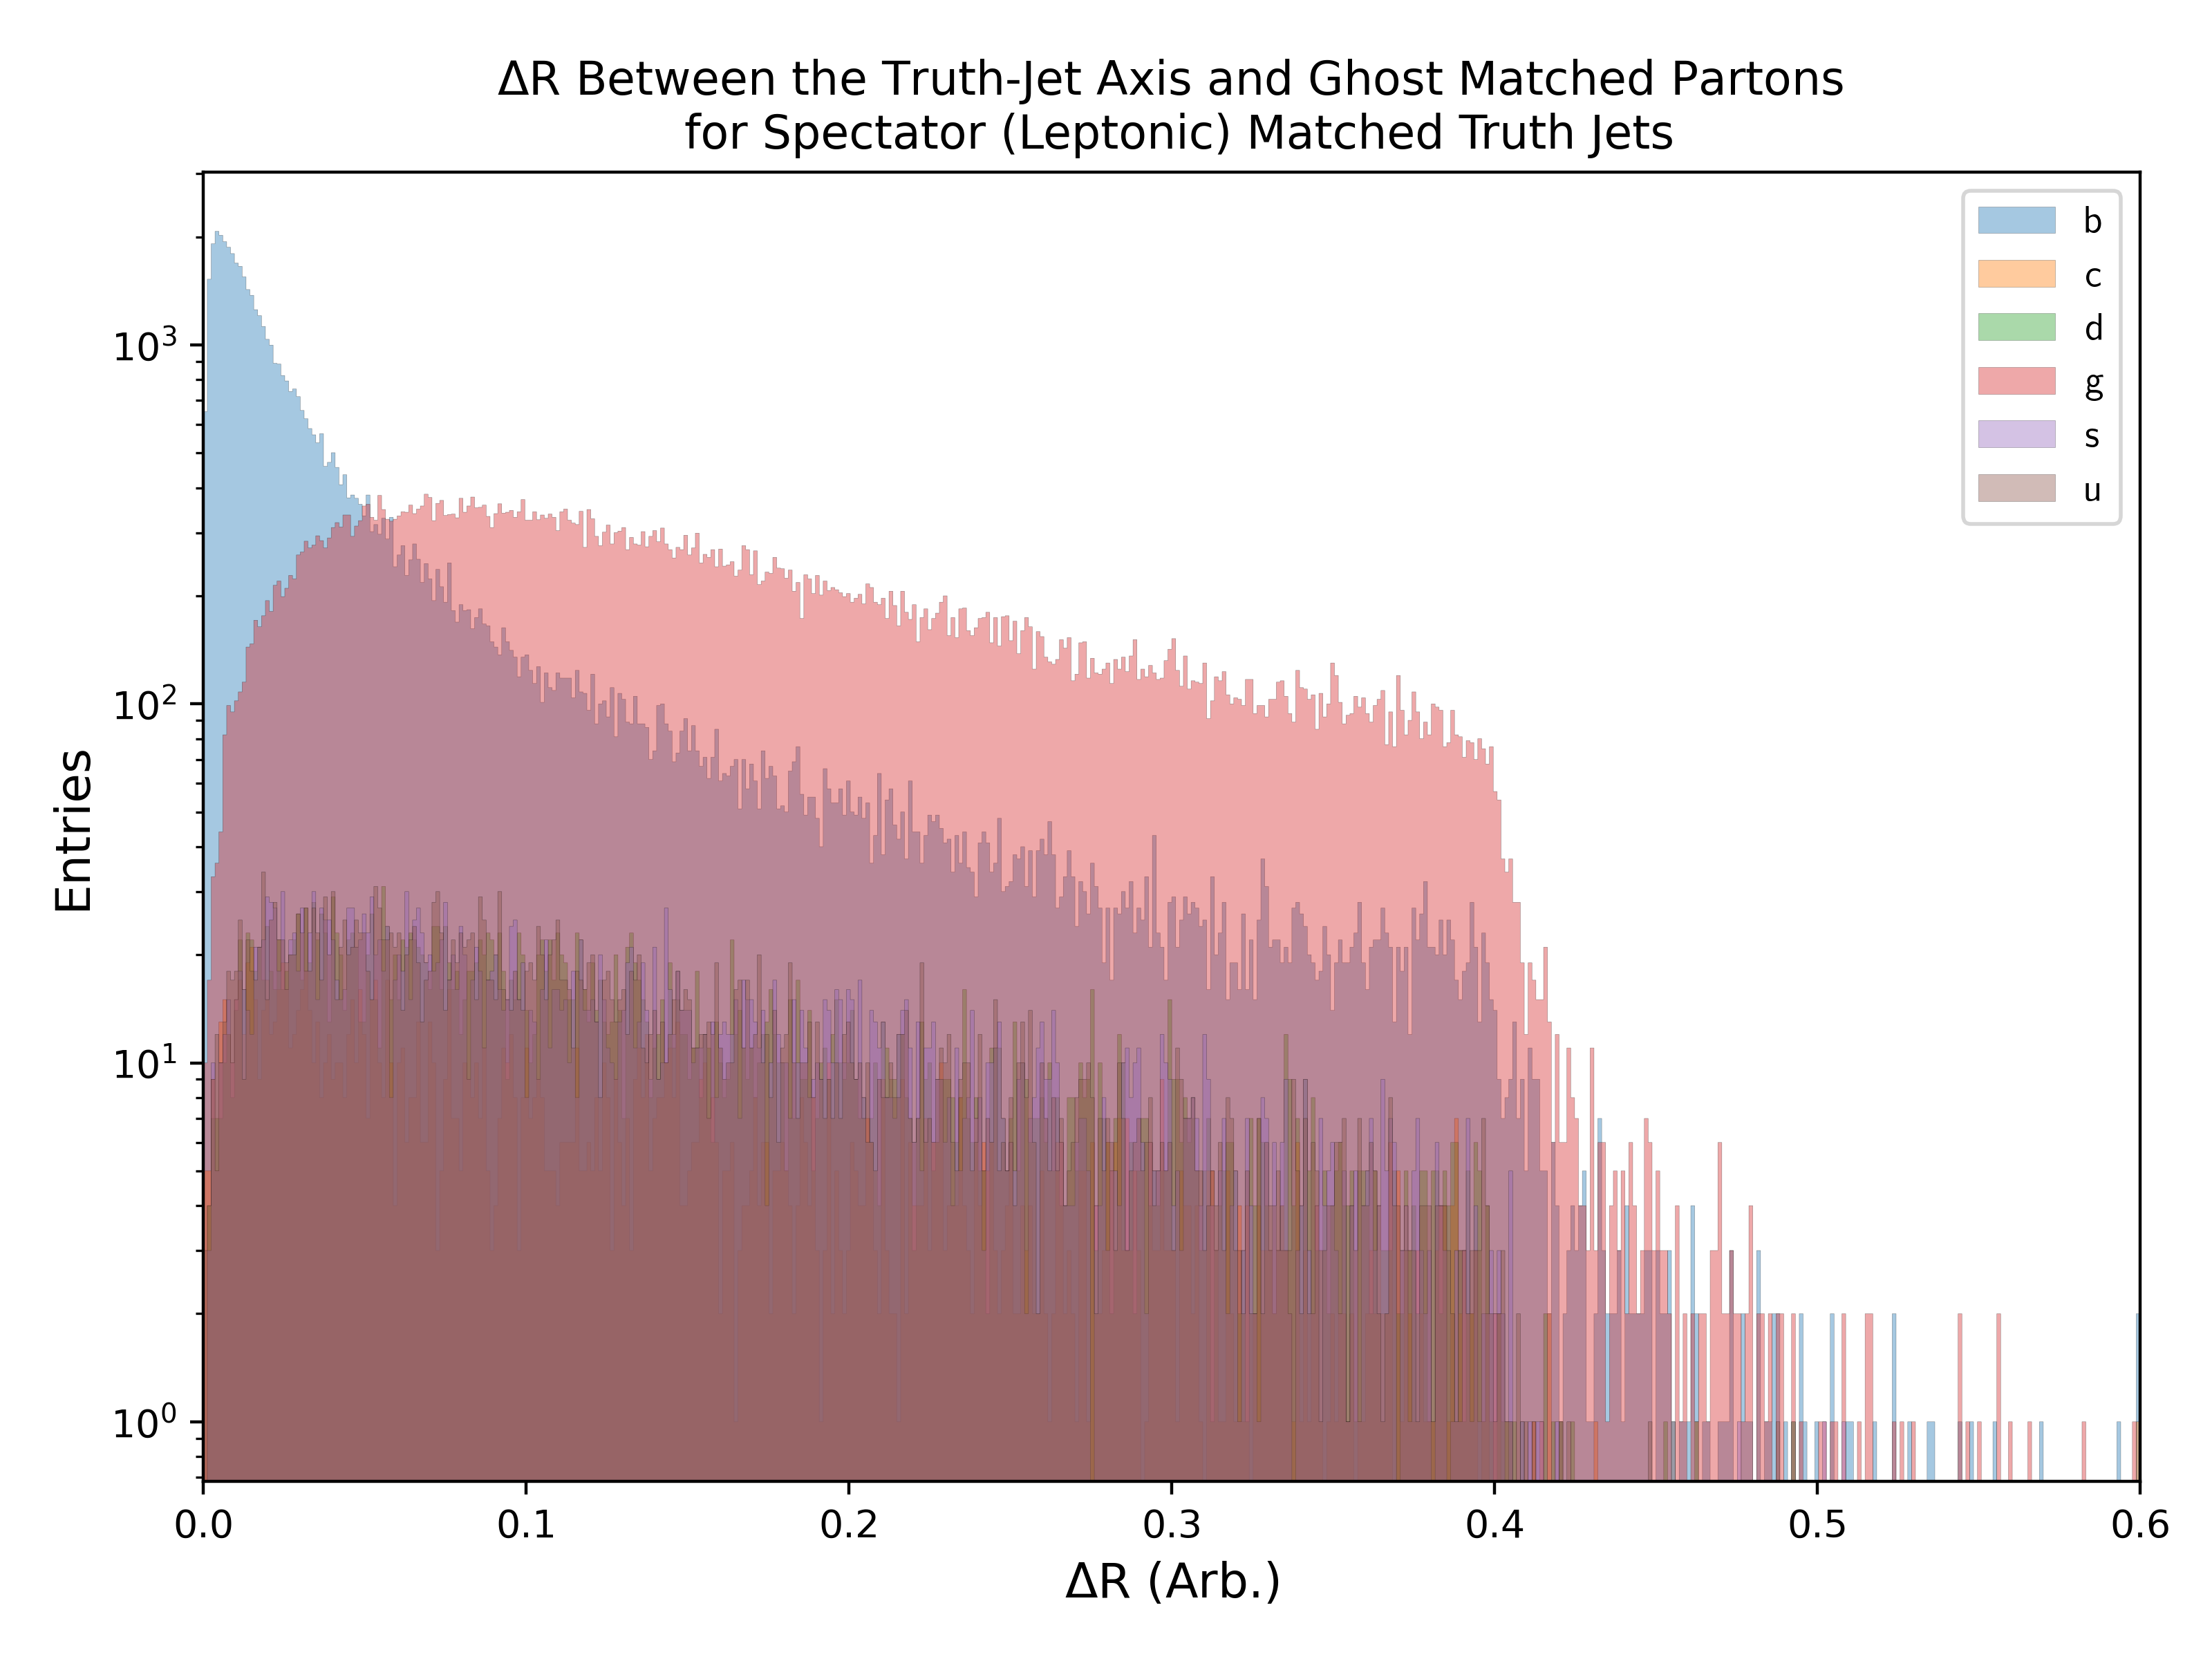 ΔR Between the Truth-Jet Axis and Ghost Matched Partons
for Spectator (Leptonic) Matched Truth Jets
b
c
d
g
s
u
10³
10²
10¹
10⁰
Entries
0.0 0.1 0.2 0.3 0.4 0.5 0.6
ΔR (Arb.)